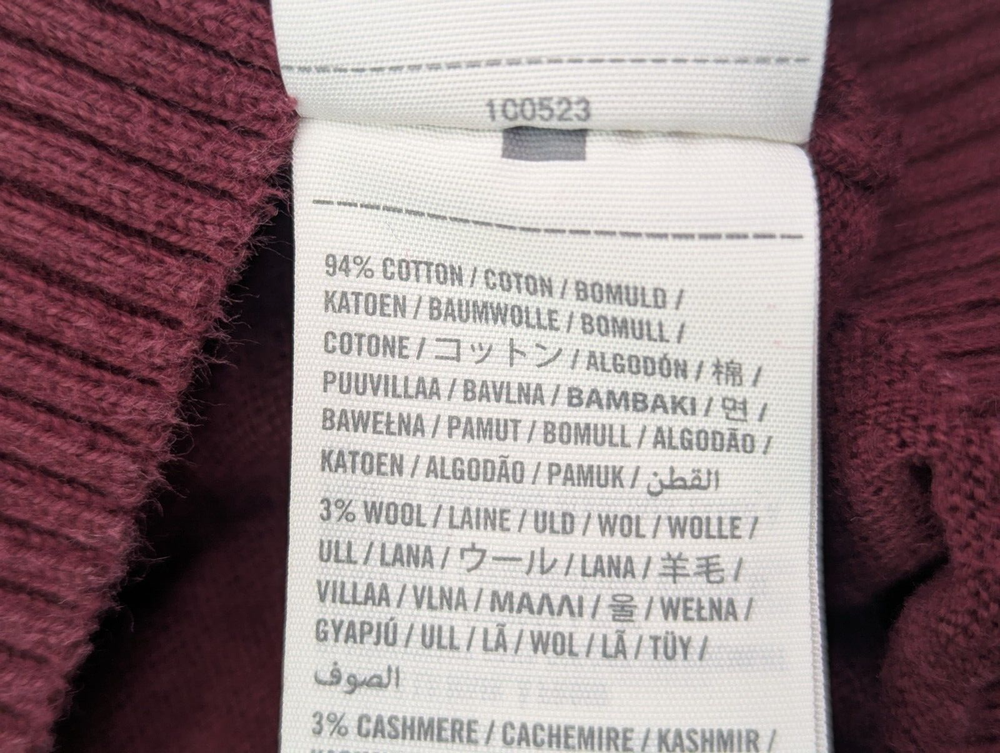 100523
94% COTTON / COTON / BOMULD /
KATOEN / BAUMWOLLE / BOMULL /
COTONE / コットン / ALGODÓN / 棉 /
PUUVILLAA / BAVLNA / BAMBAKI / 면 /
BAWEŁNA / PAMUT / BOMULL / ALGODÃO /
KATOEN / ALGODÃO / PAMUK / القطن
3% WOOL / LAINE / ULD / WOL / WOLLE /
ULL / LANA / ウール / LANA / 羊毛 /
VILLAA / VLNA / ΜΑΛΛΙ / 울 / WEŁNA /
GYAPJÚ / ULL / LÃ / WOL / LÃ / TÜY /
الصوف
3% CASHMERE / CACHEMIRE / KASHMIR /